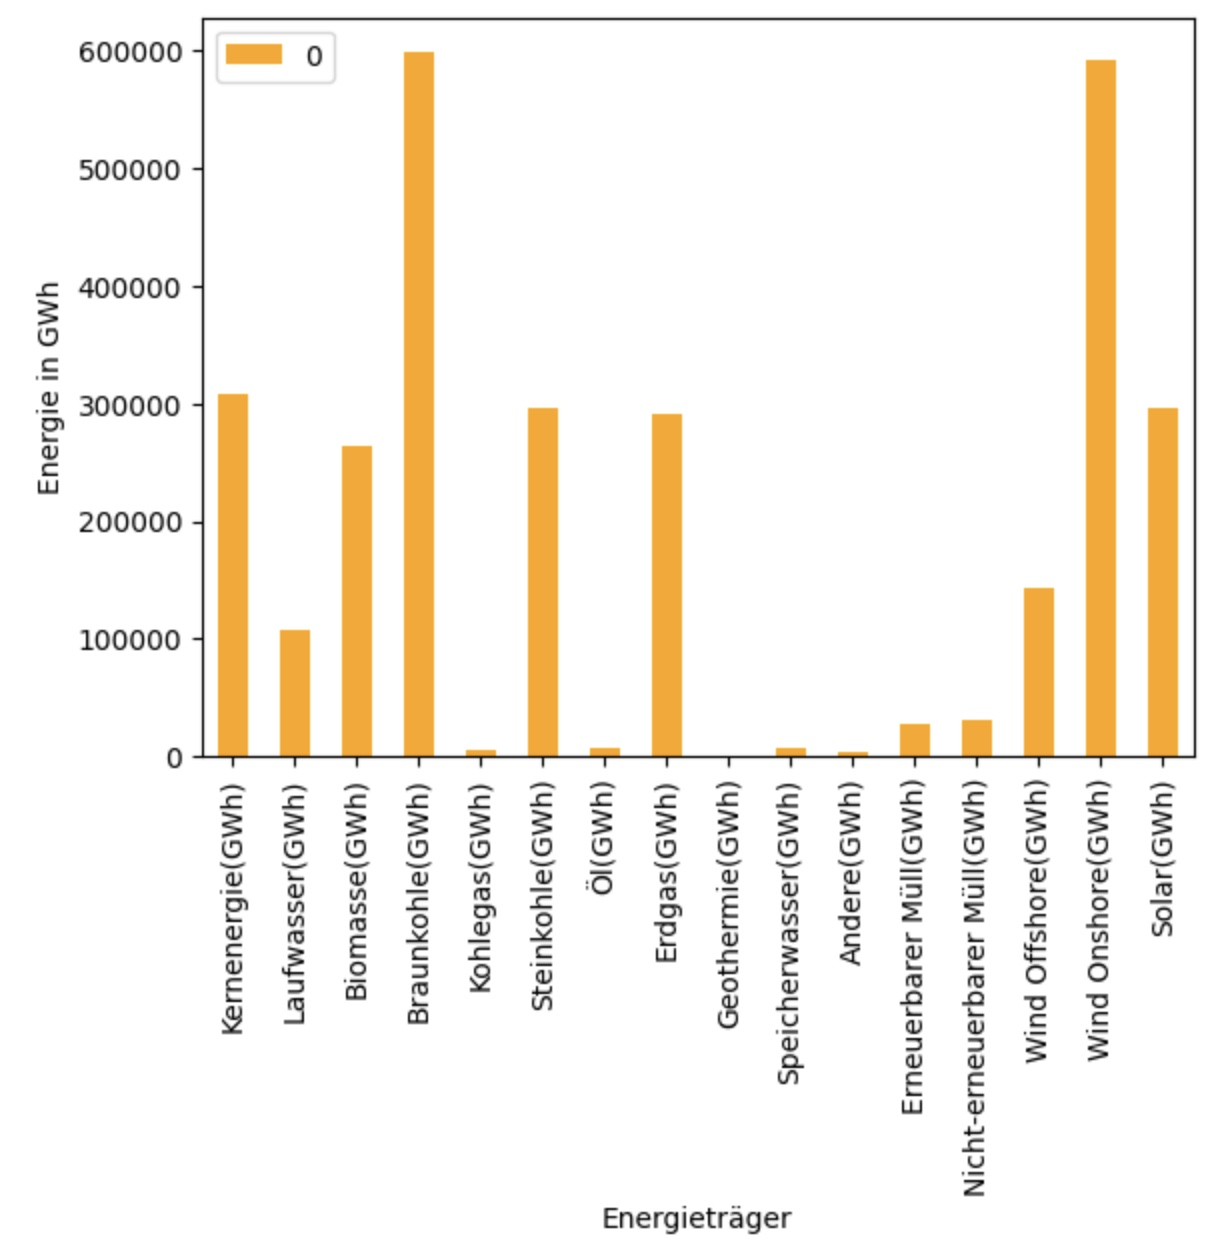 0
600000
500000
400000
300000
200000
100000
0
Energie in GWh
Kernenergie(GWh)
Laufwasser(GWh)
Biomasse(GWh)
Braunkohle(GWh)
Kohlegas(GWh)
Steinkohle(GWh)
Öl(GWh)
Erdgas(GWh)
Geothermie(GWh)
Speicherwasser(GWh)
Andere(GWh)
Erneuerbarer Müll(GWh)
Nicht-erneuerbarer Müll(GWh)
Wind Offshore(GWh)
Wind Onshore(GWh)
Solar(GWh)
Energieträger